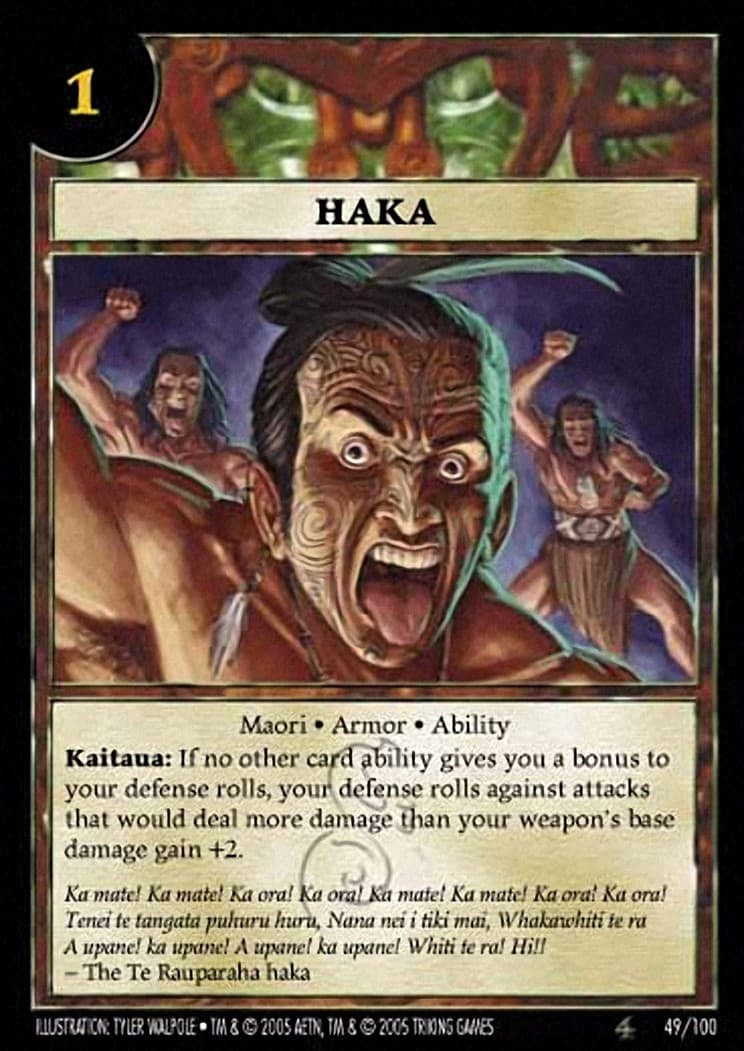 1
HAKA
Maori • Armor • Ability
Kaitaua: If no other card ability gives you a bonus to
your defense rolls, your defense rolls against attacks
that would deal more damage than your weapon's base
damage gain +2.
Ka mate! Ka mate! Ka ora! Ka ora! Ka mate! Ka mate! Ka ora! Ka ora!
Tenei te tangata puhuru huru, Nana nei i tiki mai, Whakawhiti te ra
A upane! ka upane! A upane! ka upane! Whiti te ra! Hi!!
– The Te Rauparaha haka
ILLUSTRATION: TYLER WALPOLE • TM & © 2005 AETN, TM & © 2005 TRIKING GAMES 4 49/100